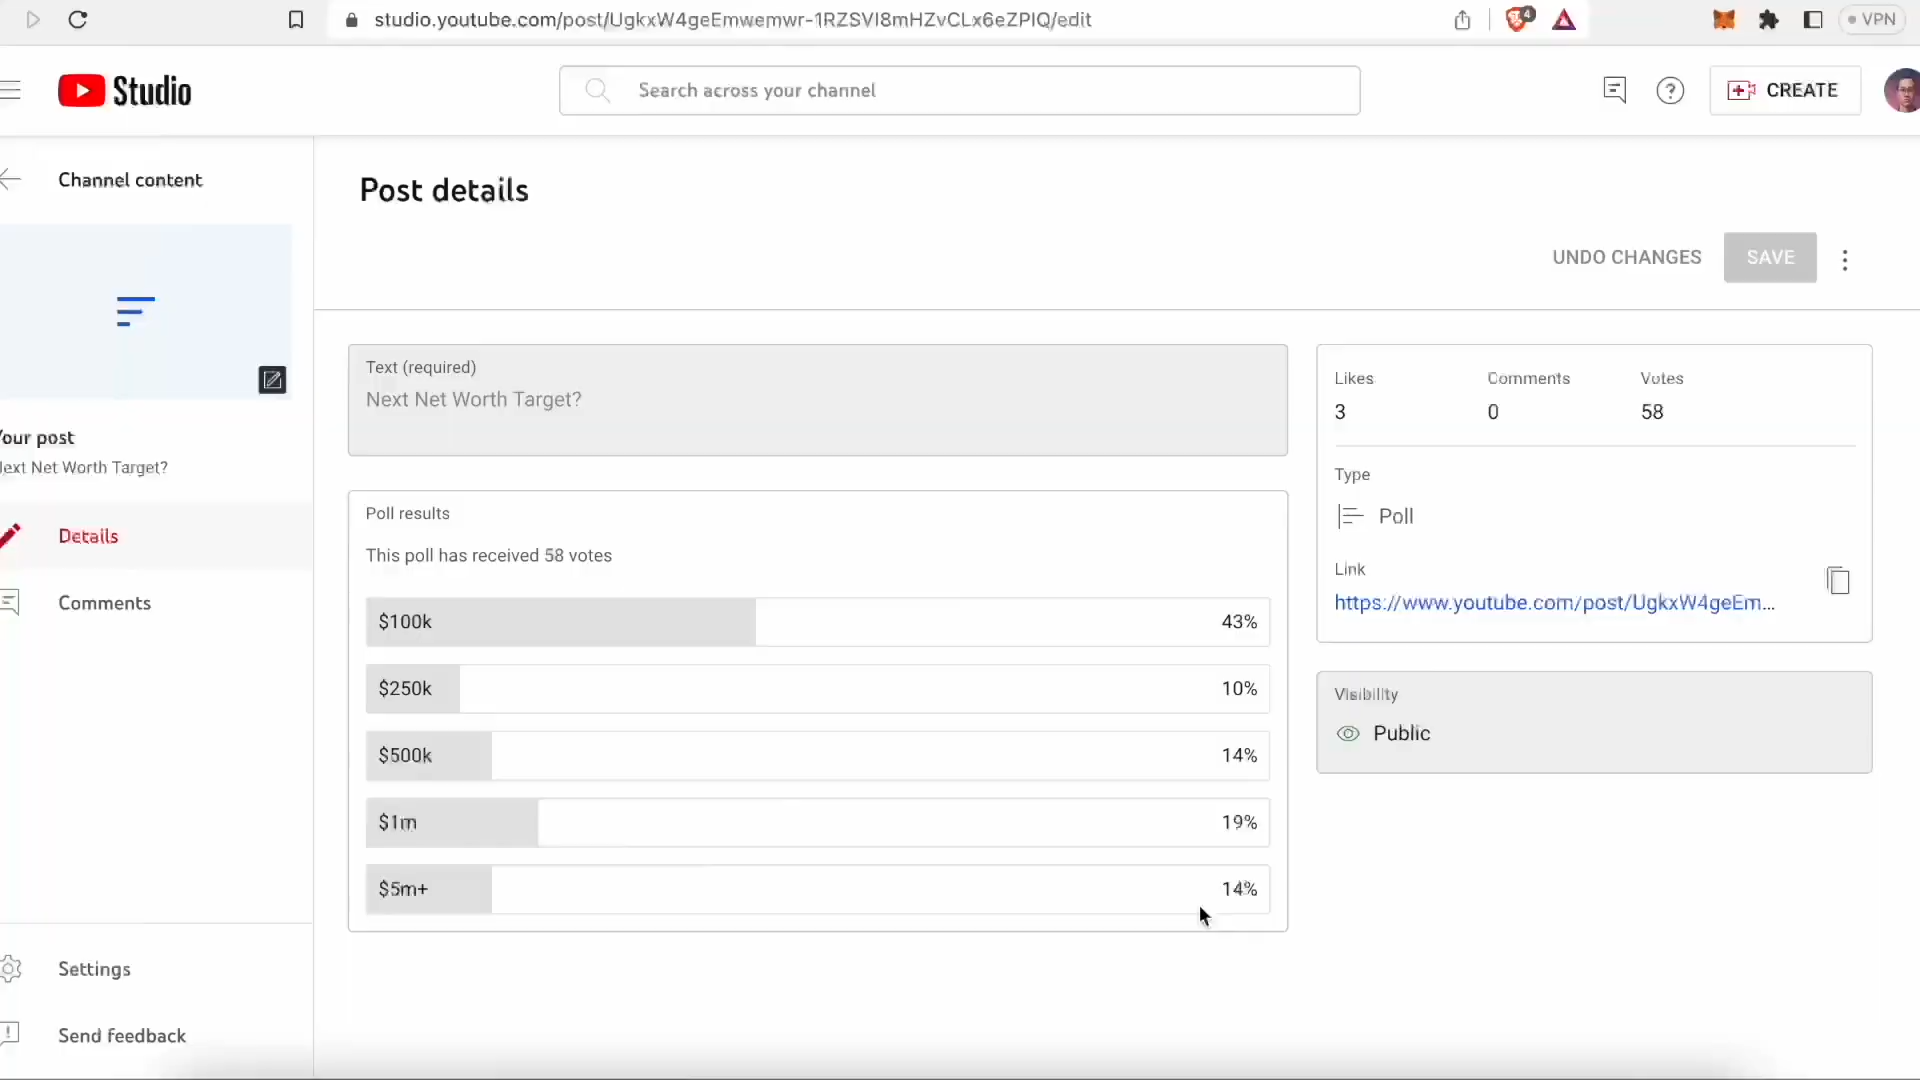 studio.youtube.com/post/UgkxW4geEmwemwr-1RZSVI8mHZvCLx6eZPIQ/edit
4
VPN
Studio
Search across your channel
CREATE
Channel content
Post details
UNDO CHANGES
SAVE
Text (required)
Next Net Worth Target?
Likes
Comments
Votes
3
0
58
Your post
Next Net Worth Target?
Type
Poll
Poll results
This poll has received 58 votes
Details
Link
https://www.youtube.com/post/UgkxW4geEm...
Comments
$100k
43%
$250k
10%
Visibility
Public
$500k
14%
$1m
19%
$5m+
14%
Settings
Send feedback